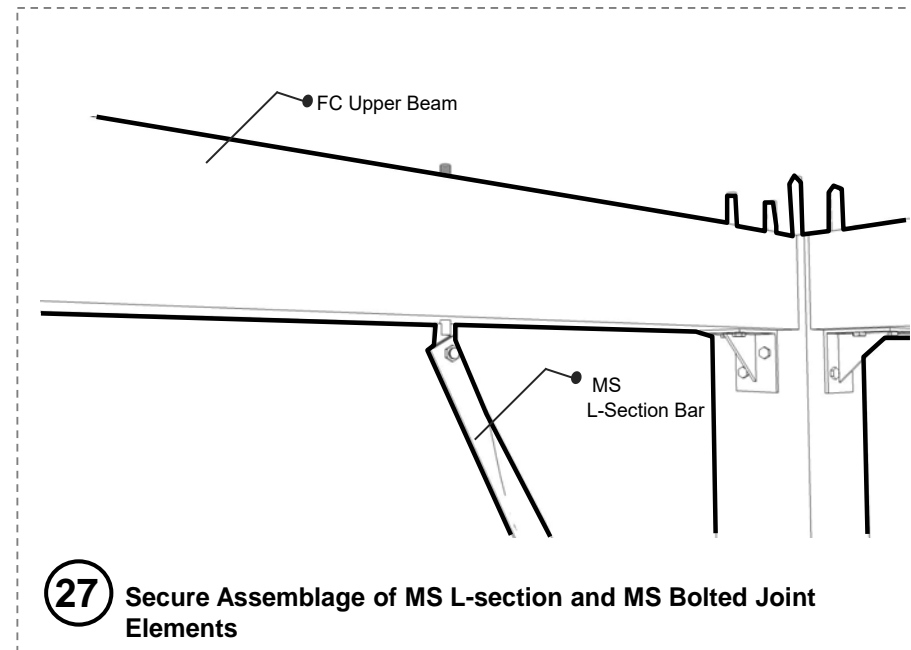 FC Upper Beam
MS
L-Section Bar
27
Secure Assemblage of MS L-section and MS Bolted Joint
Elements